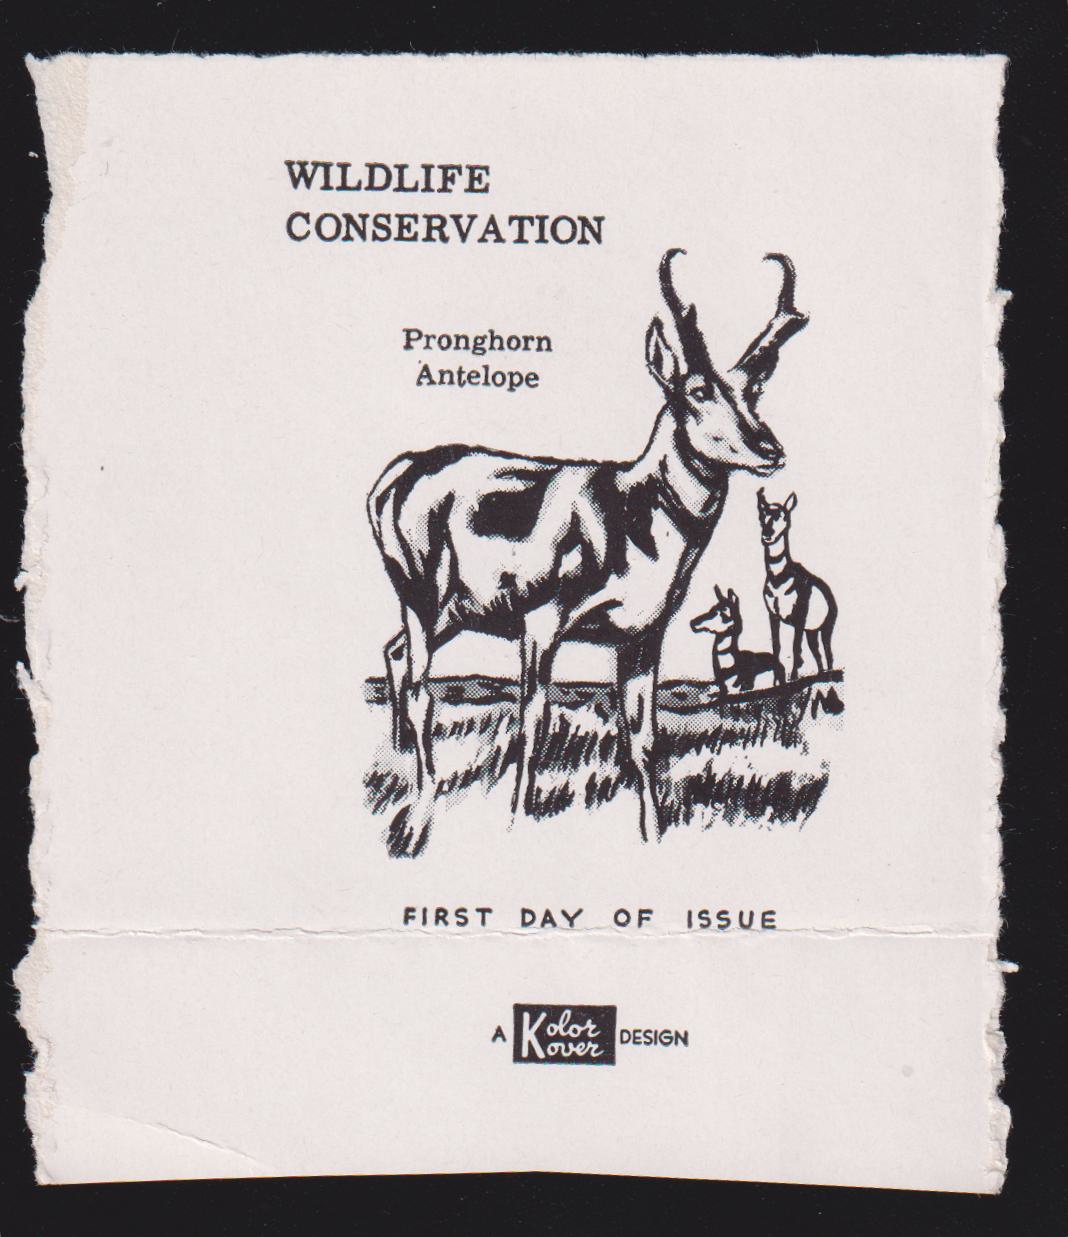 WILDLIFE
CONSERVATION
Pronghorn
Antelope
FIRST DAY OF ISSUE
A Kolor Kover DESIGN